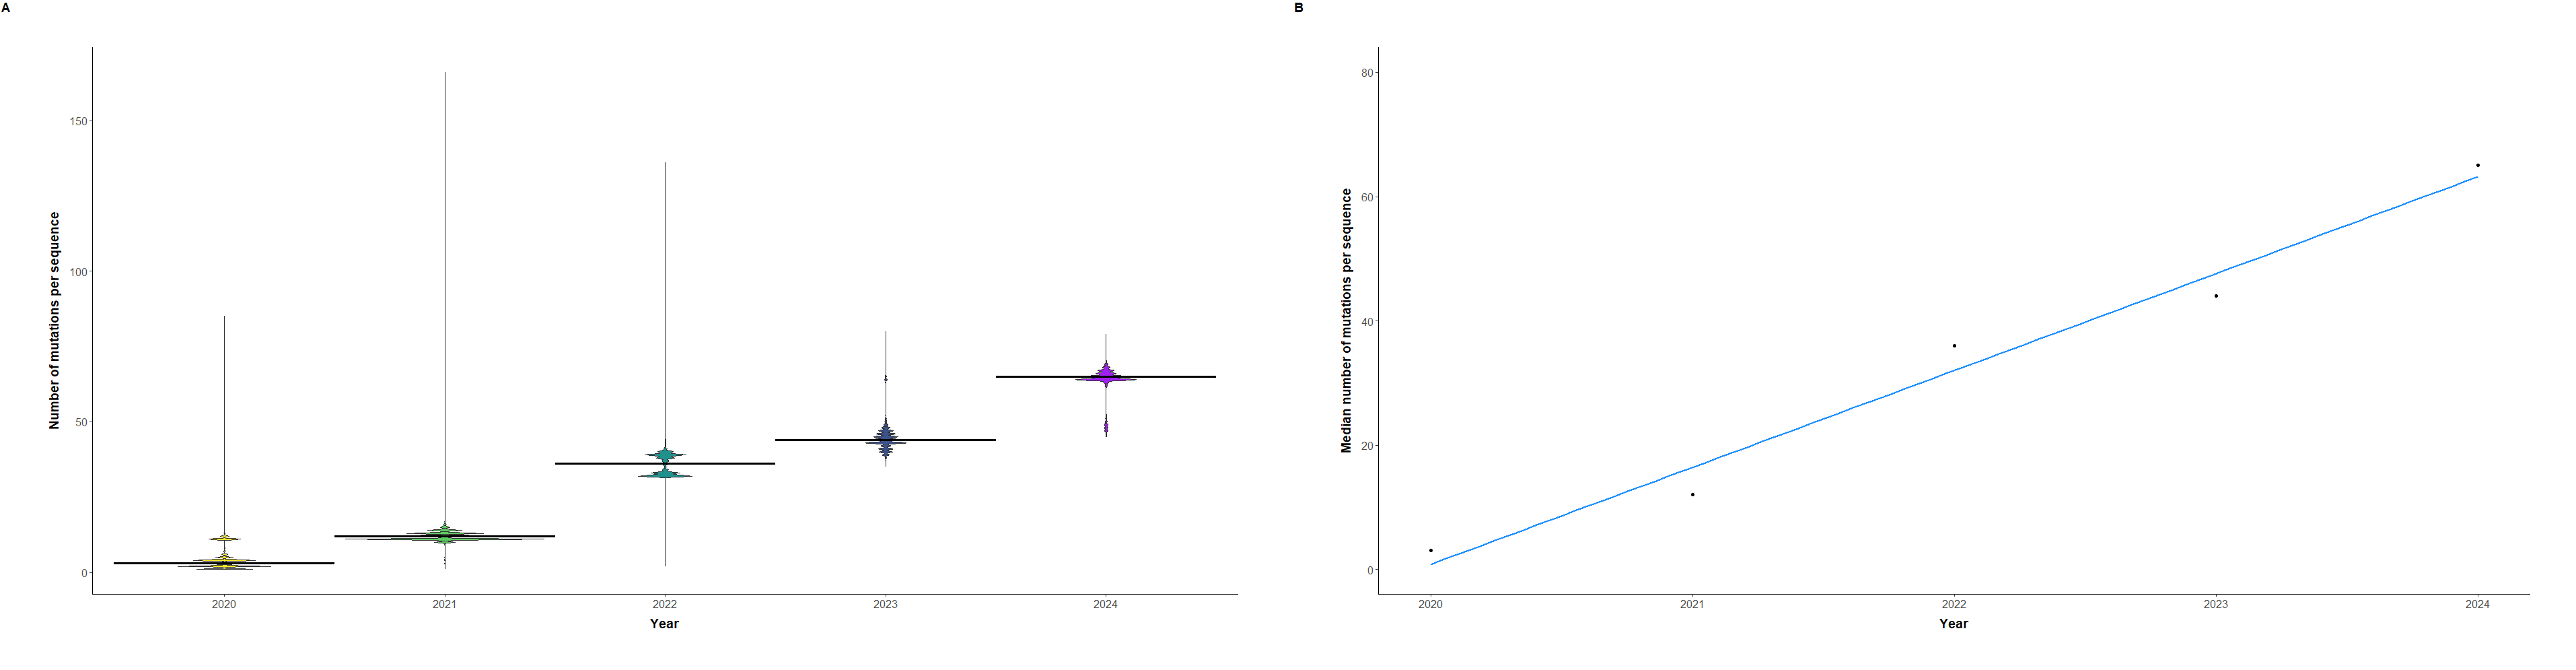 A
Number of mutations per sequence
150
100
50
0
2020 2021 2022 2023 2024
Year
B
Median number of mutations per sequence
80
60
40
20
0
2020 2021 2022 2023 2024
Year